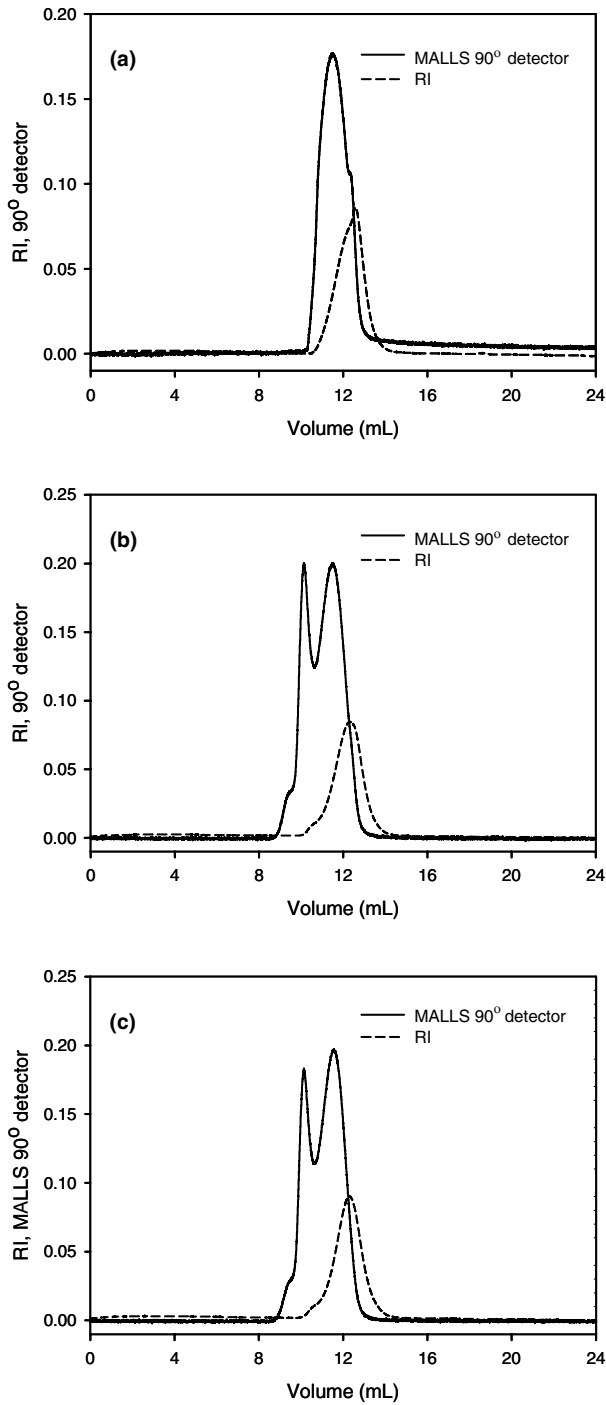 (a)
MALLS 90° detector
RI
0.20
0.15
0.10
0.05
0.00
RI, 90° detector
0 4 8 12 16 20 24
Volume (mL)
(b)
MALLS 90° detector
RI
0.25
0.20
0.15
0.10
0.05
0.00
RI, 90° detector
0 4 8 12 16 20 24
Volume (mL)
(c)
MALLS 90° detector
RI
0.25
0.20
0.15
0.10
0.05
0.00
RI, MALLS 90° detector
0 4 8 12 16 20 24
Volume (mL)